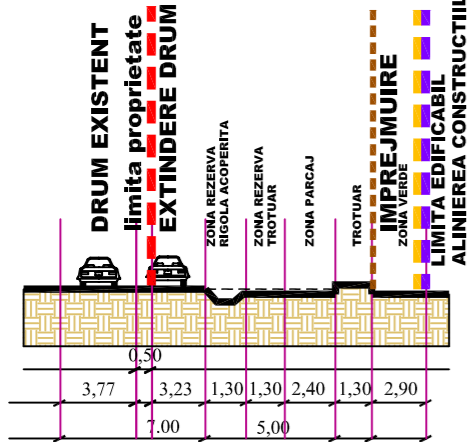 DRUM EXISTENT
limita proprietate
EXTINDERE DRUM
ZONA REZERVA
RIGOLA ACOPERITA
ZONA REZERVA
TROTUAR
ZONA PARCAJ
TROTUAR
IMPREJMUIRE
ZONA VERDE
LIMITA EDIFICABIL
ALINIEREA CONSTRUCTIIL
0,50
3,77 3,23 1,30 1,30 2,40 1,30 2,90
7.00 5,00